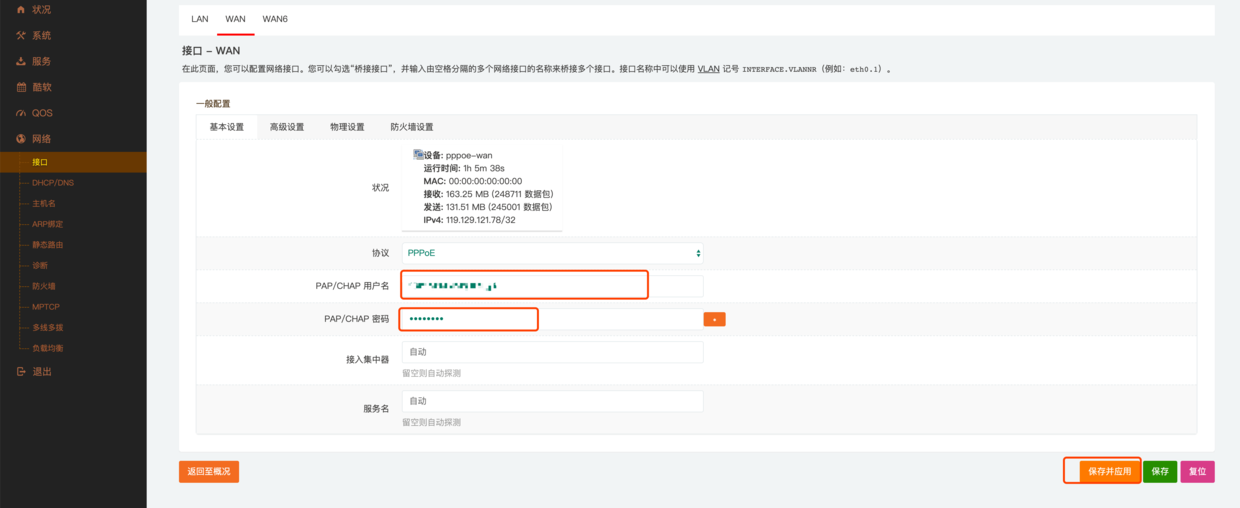 状况
系统
服务
酷软
QOS
网络
接口
DHCP/DNS
主机名
ARP绑定
静态路由
诊断
防火墙
MPTCP
多线多拨
负载均衡
退出
LAN WAN WAN6
接口 - WAN
在此页面，您可以配置网络接口。您可以勾选“桥接接口”，并输入由空格分隔的多个网络接口的名称来桥接多个接口。接口名称中可以使用 VLAN 记号 INTERFACE.VLANNR（例如：eth0.1）。
一般配置
基本设置 高级设置 物理设置 防火墙设置
状况
设备: pppoe-wan
运行时间: 1h 5m 38s
MAC: 00:00:00:00:00:00
接收: 163.25 MB (248711 数据包)
发送: 131.51 MB (245001 数据包)
IPv4: 119.129.121.78/32
协议 PPPoE
PAP/CHAP 用户名
PAP/CHAP 密码 ••••••••
接入集中器 自动
留空则自动探测
服务名 自动
留空则自动探测
返回至概况 保存并应用 保存 复位